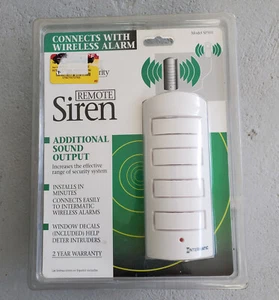 CONNECTS WITH
WIRELESS ALARM
REMOTE
Siren
ADDITIONAL
SOUND
OUTPUT
Increases the effective
range of security system
INSTALLS IN
MINUTES
CONNECTS EASILY
TO INTERMATIC
WIRELESS ALARMS
WINDOW DECALS
(INCLUDED) HELP
DETER INTRUDERS
2 YEAR WARRANTY